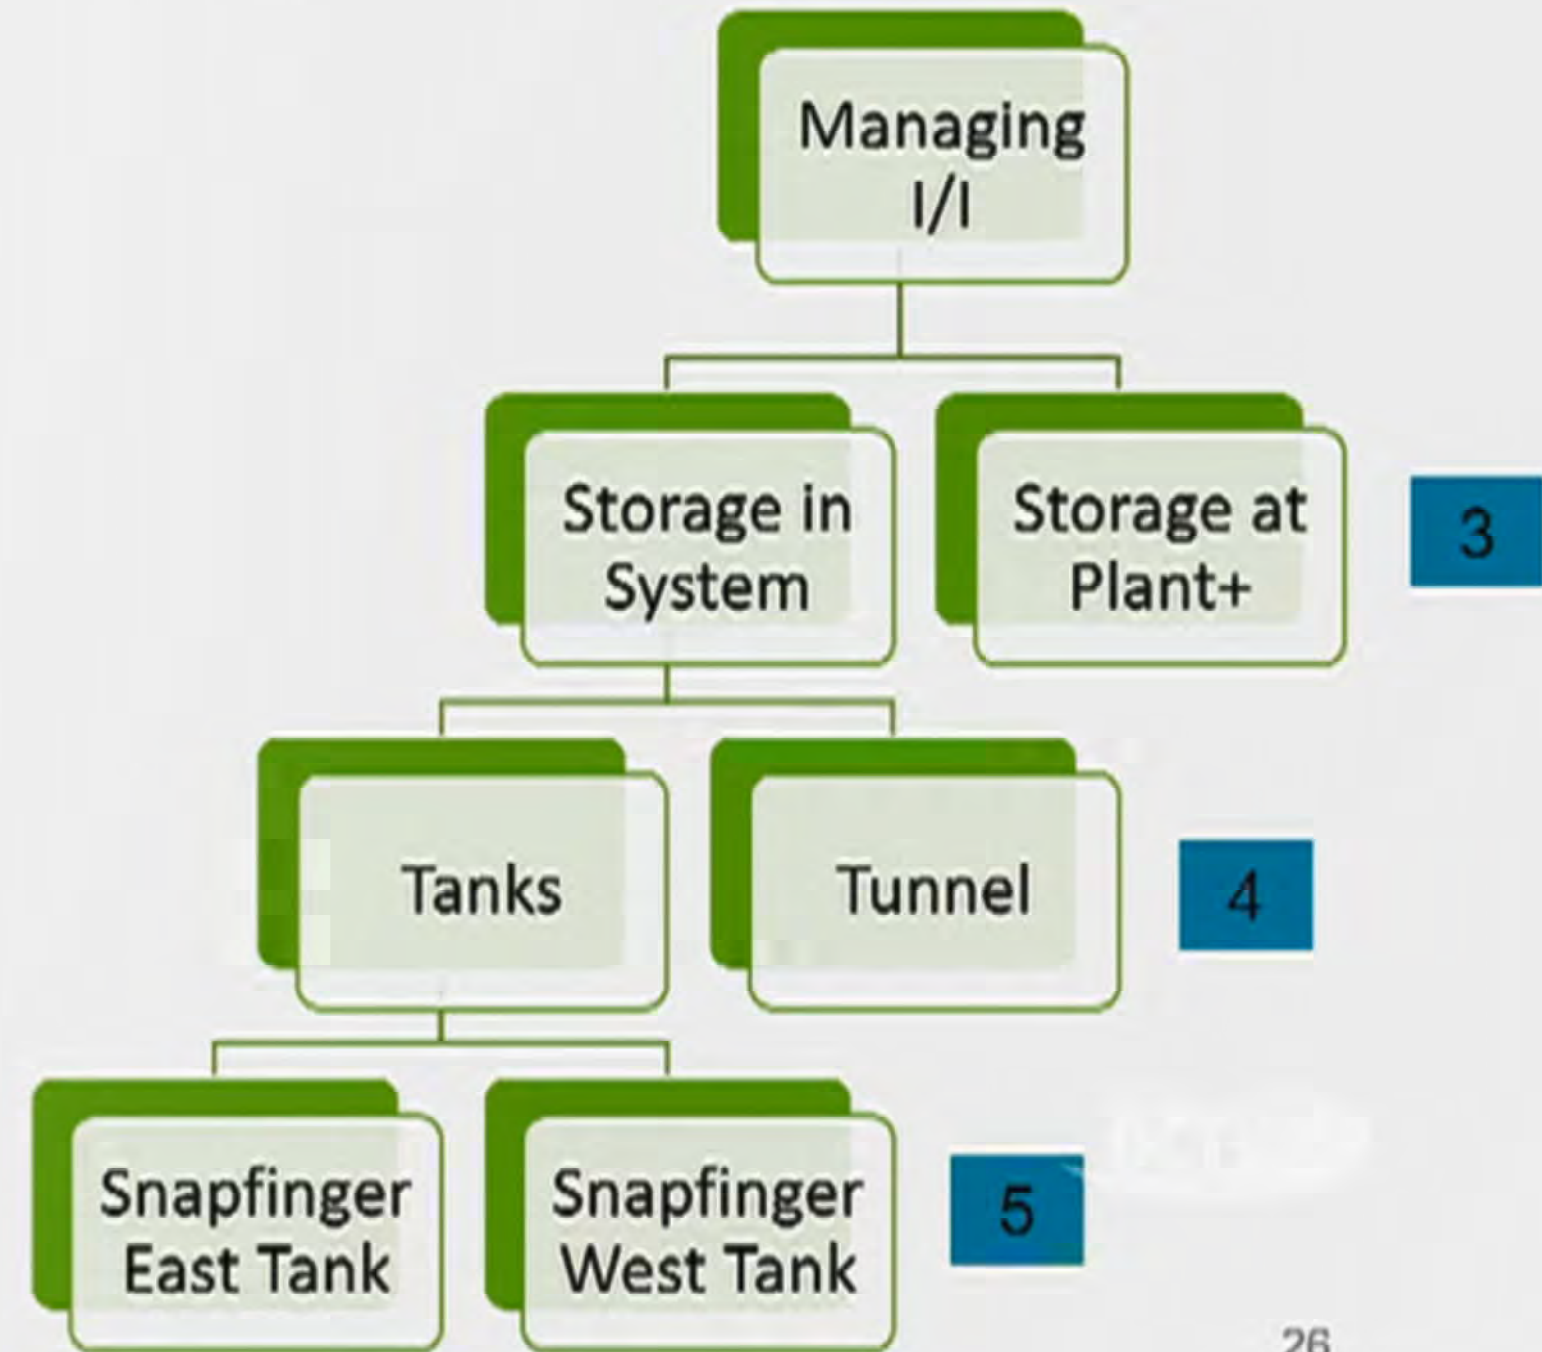 Managing
I/I
Storage in
System
Storage at
Plant+
3
Tanks
Tunnel
4
Snapfinger
East Tank
Snapfinger
West Tank
5
26